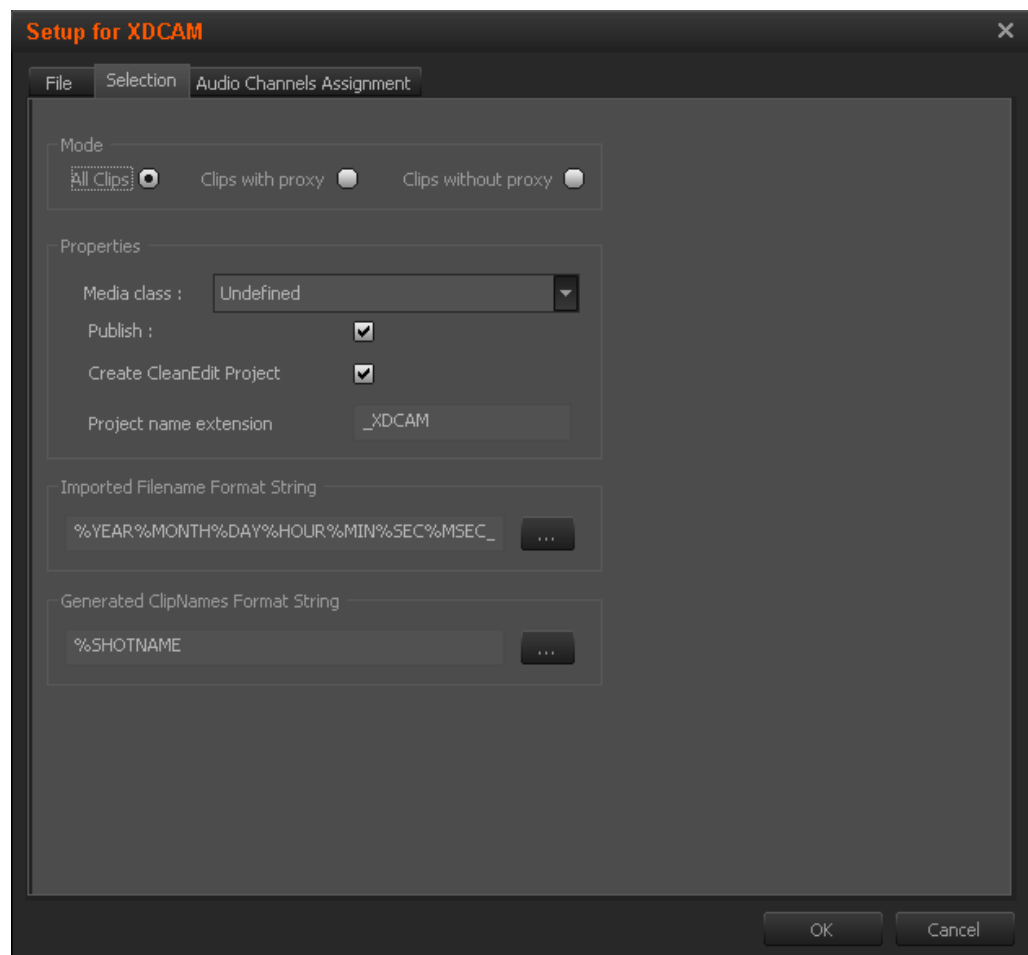 Setup for XDCAM
File Selection Audio Channels Assignment
Mode
All Clips Clips with proxy Clips without proxy
Properties
Media class : Undefined
Publish :
Create CleanEdit Project
Project name extension _XDCAM
Imported Filename Format String
%YEAR%MONTH%DAY%HOUR%MIN%SEC%MSEC_ ...
Generated ClipNames Format String
%SHOTNAME ...
OK Cancel